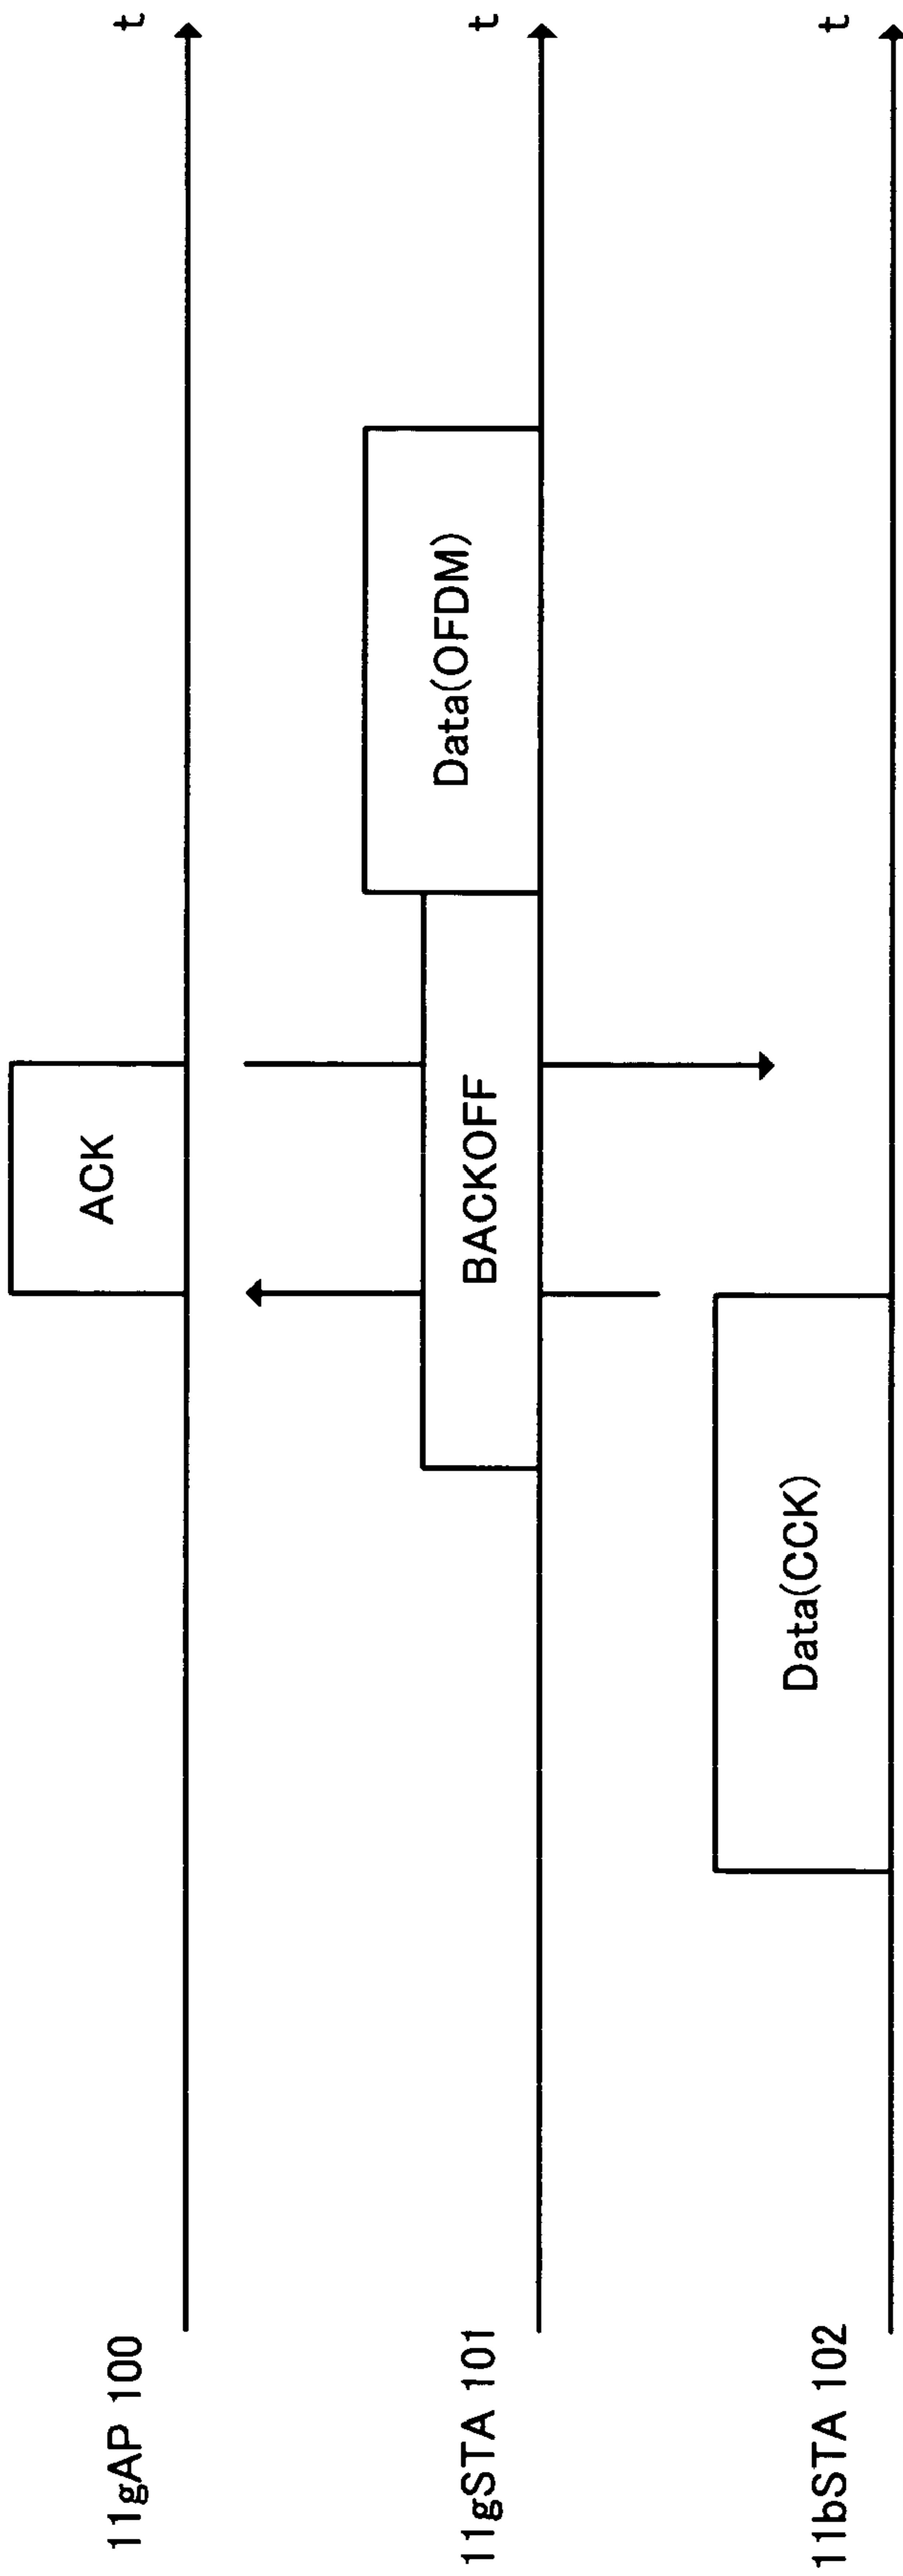 11gAP 100
ACK
t
11gSTA 101
BACKOFF
Data(OFDM)
t
11bSTA 102
Data(CCK)
t